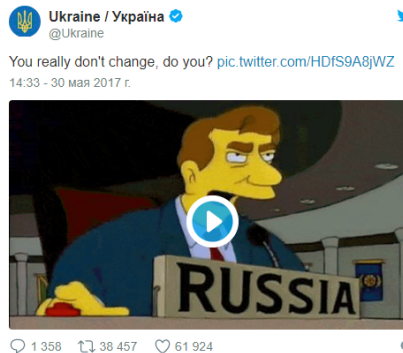 Ukraine / Україна
@Ukraine
You really don't change, do you? pic.twitter.com/HDfS9A8jWZ
14:33 - 30 мая 2017 г.
RUSSIA
1 358 38 457 61 924